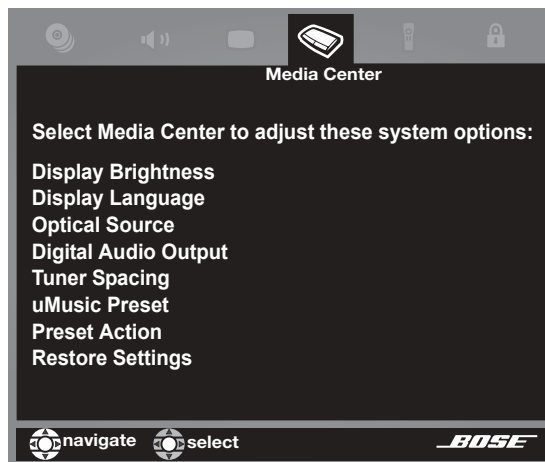 Media Center
Select Media Center to adjust these system options:
Display Brightness
Display Language
Optical Source
Digital Audio Output
Tuner Spacing
uMusic Preset
Preset Action
Restore Settings
navigate select BOSE